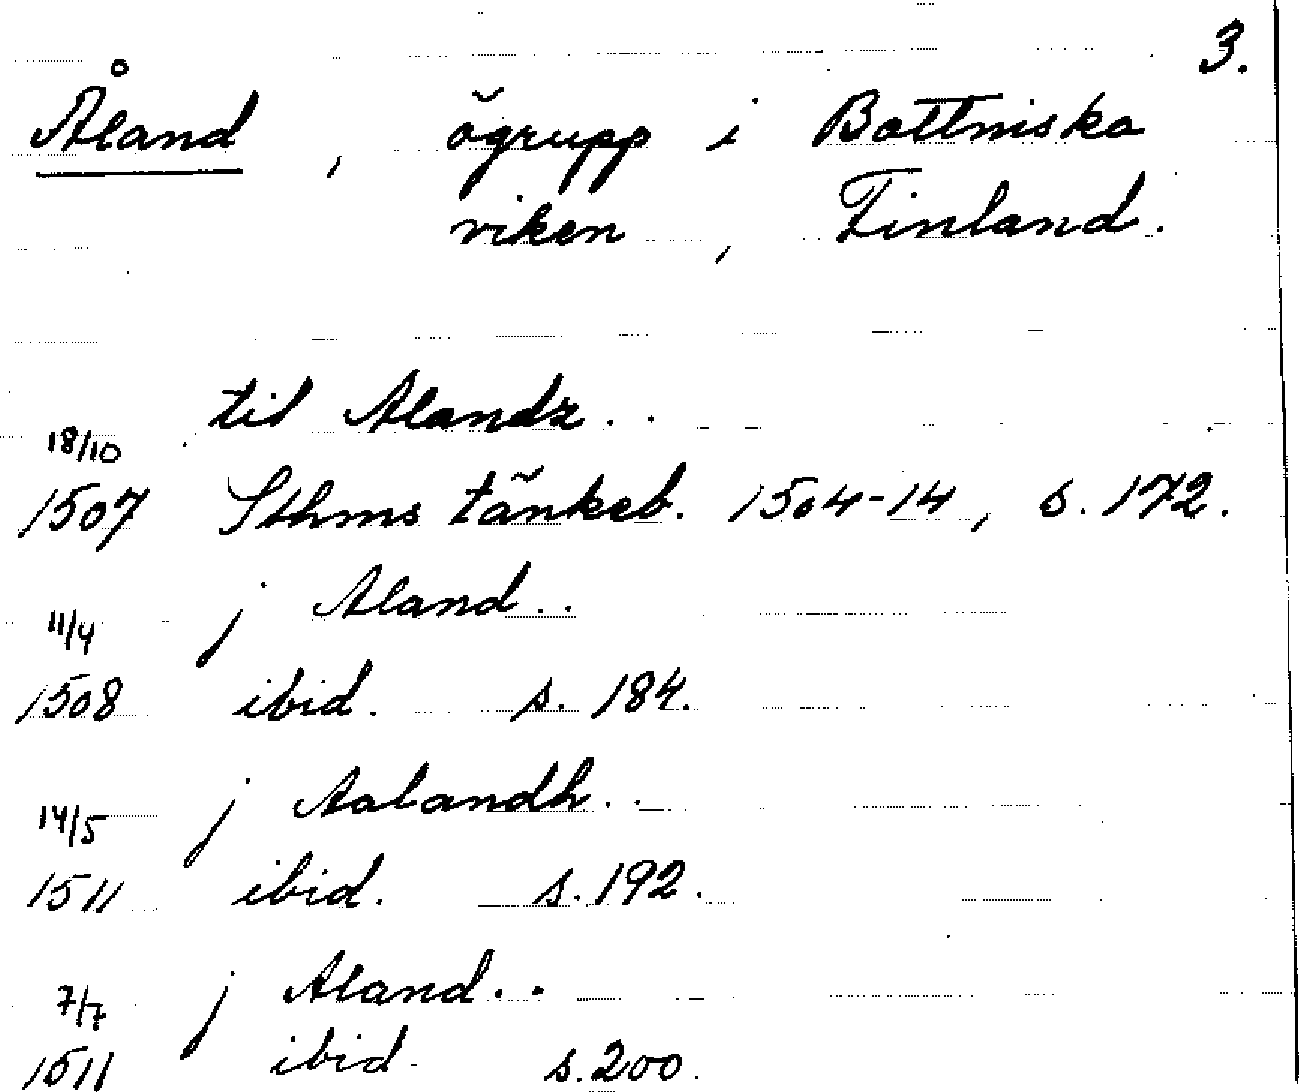 3.
Åland, ögrupp i Bottniska
viken, Finland.
til Alandz..
18/10
1507 Sthms tänkeb. 1504-14, s. 172.
j Aland..
11/4
1508 ibid. s. 184.
j Aalandh..
14/5
1511 ibid. s. 192.
j Aland..
7/7
1511 ibid. s. 200.